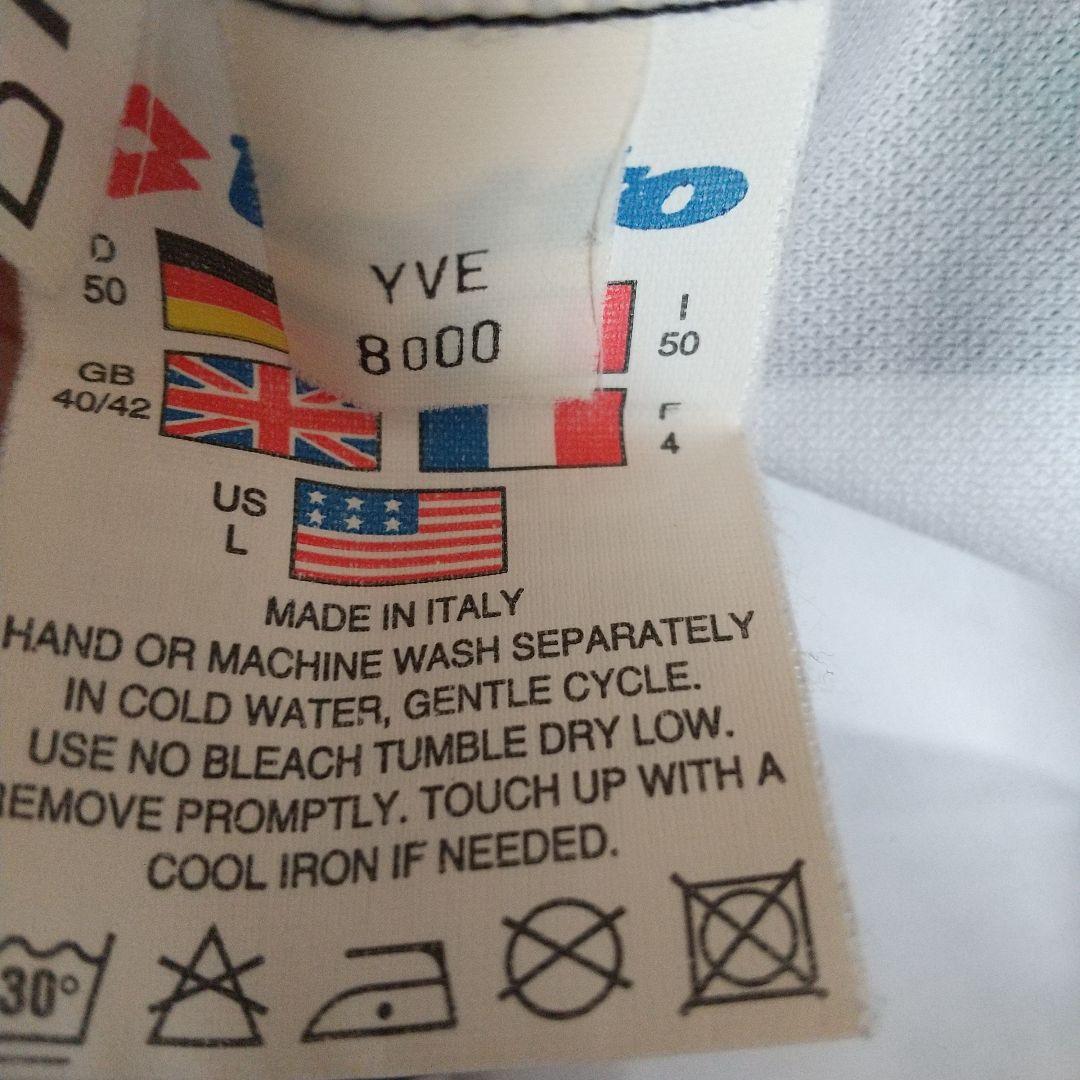 YVE
8000
D
50
I
50
GB
40/42
F
4
US
L
MADE IN ITALY
HAND OR MACHINE WASH SEPARATELY
IN COLD WATER, GENTLE CYCLE.
USE NO BLEACH TUMBLE DRY LOW.
REMOVE PROMPTLY. TOUCH UP WITH A
COOL IRON IF NEEDED.
30°